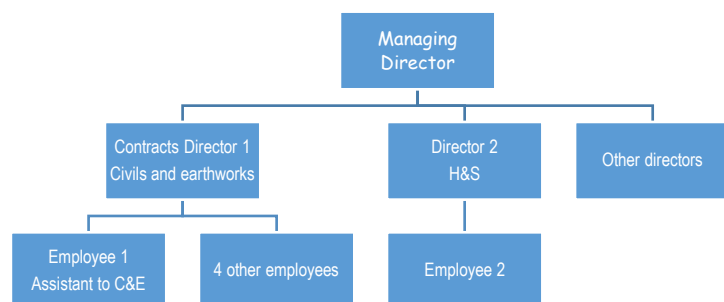 Managing
Director
Contracts Director 1
Civils and earthworks
Director 2
H&S
Other directors
Employee 1
Assistant to C&E
4 other employees
Employee 2